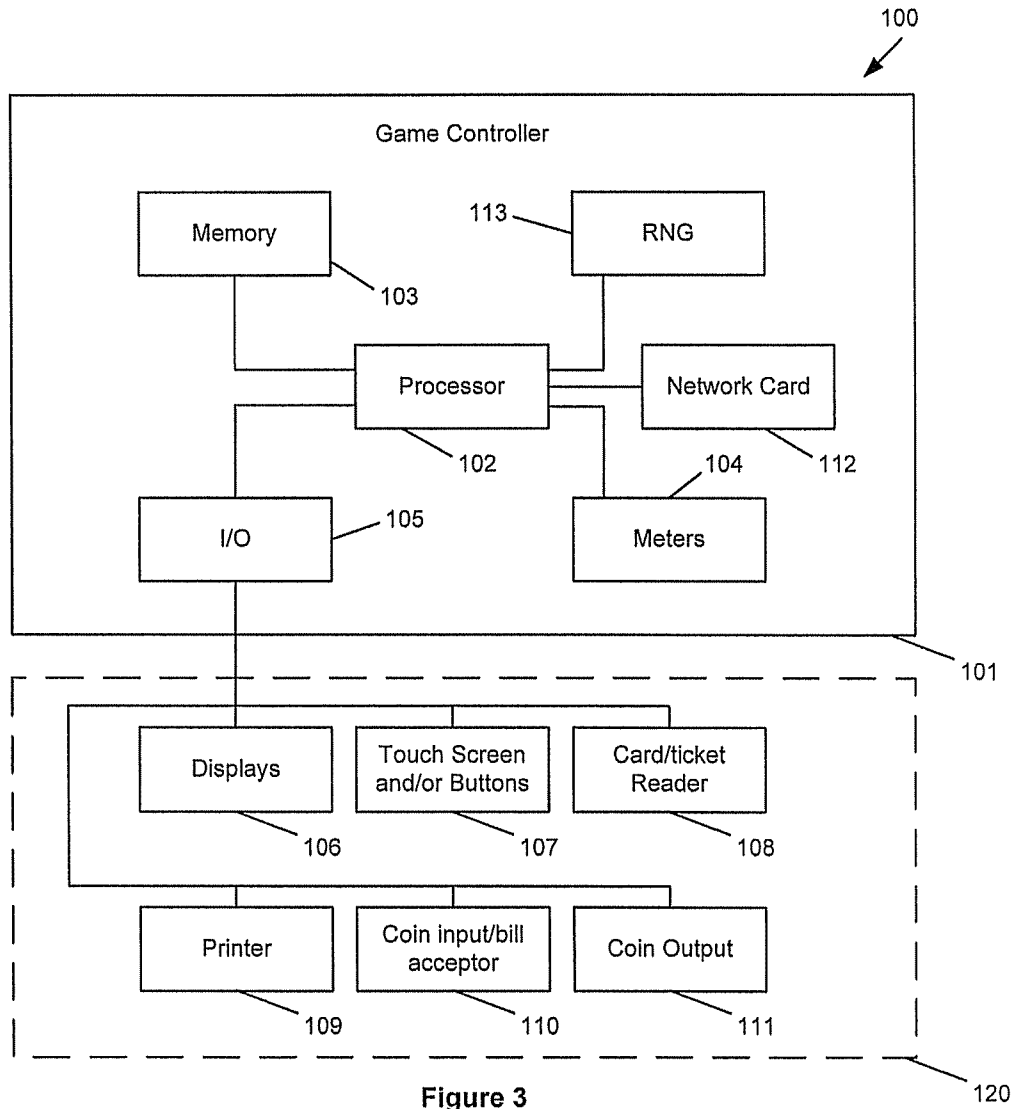 100
Game Controller
Memory
113
RNG
103
Processor
Network Card
102
104
112
I/O
105
Meters
101
Displays
Touch Screen
and/or Buttons
Card/ticket
Reader
106
107
108
Printer
Coin input/bill
acceptor
Coin Output
109
110
111
120
Figure 3